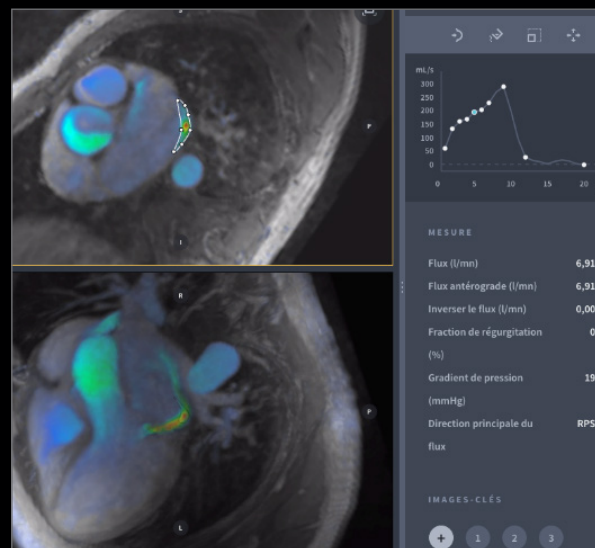 mL/s
300
250
200
150
100
50
0
0 5 10 15 20
P
I
MESURE
Flux (l/mn) 6,91
Flux antérograde (l/mn) 6,91
Inverser le flux (l/mn) 0,00
Fraction de régurgitation 0
(%)
Gradient de pression 19
(mmHg)
Direction principale du RPS
flux
R
P
L
IMAGES-CLÉS
+ 1 2 3